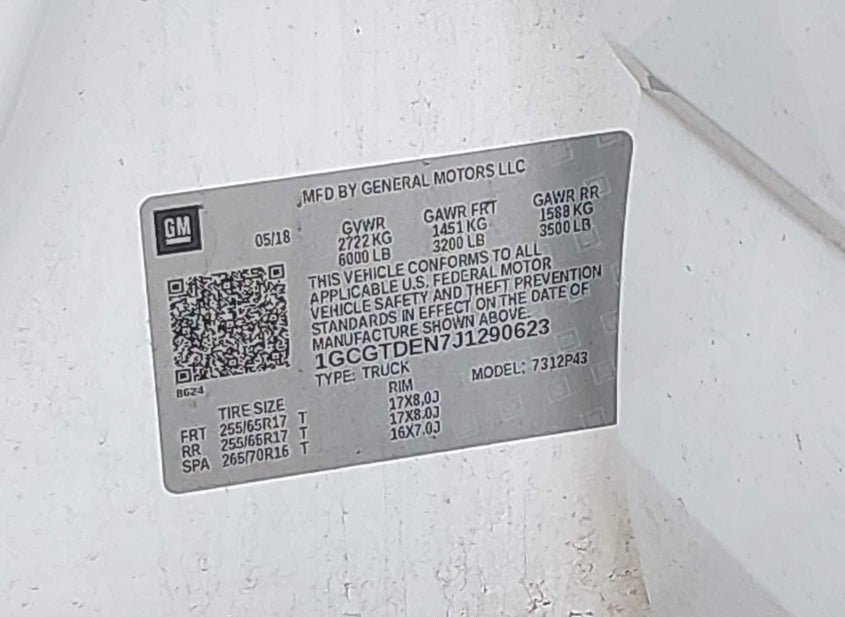 MFD BY GENERAL MOTORS LLC
GM
05/18
GVWR GAWR FRT GAWR RR
2722 KG 1451 KG 1588 KG
6000 LB 3200 LB 3500 LB
THIS VEHICLE CONFORMS TO ALL
APPLICABLE U.S. FEDERAL MOTOR
VEHICLE SAFETY AND THEFT PREVENTION
STANDARDS IN EFFECT ON THE DATE OF
MANUFACTURE SHOWN ABOVE.
1GCGTDEN7J1290623
TYPE: TRUCK MODEL: 7312P43
8624
TIRE SIZE RIM
FRT 255/65R17 T 17X8.0J
RR 255/65R17 T 17X8.0J
SPA 265/70R16 T 16X7.0J